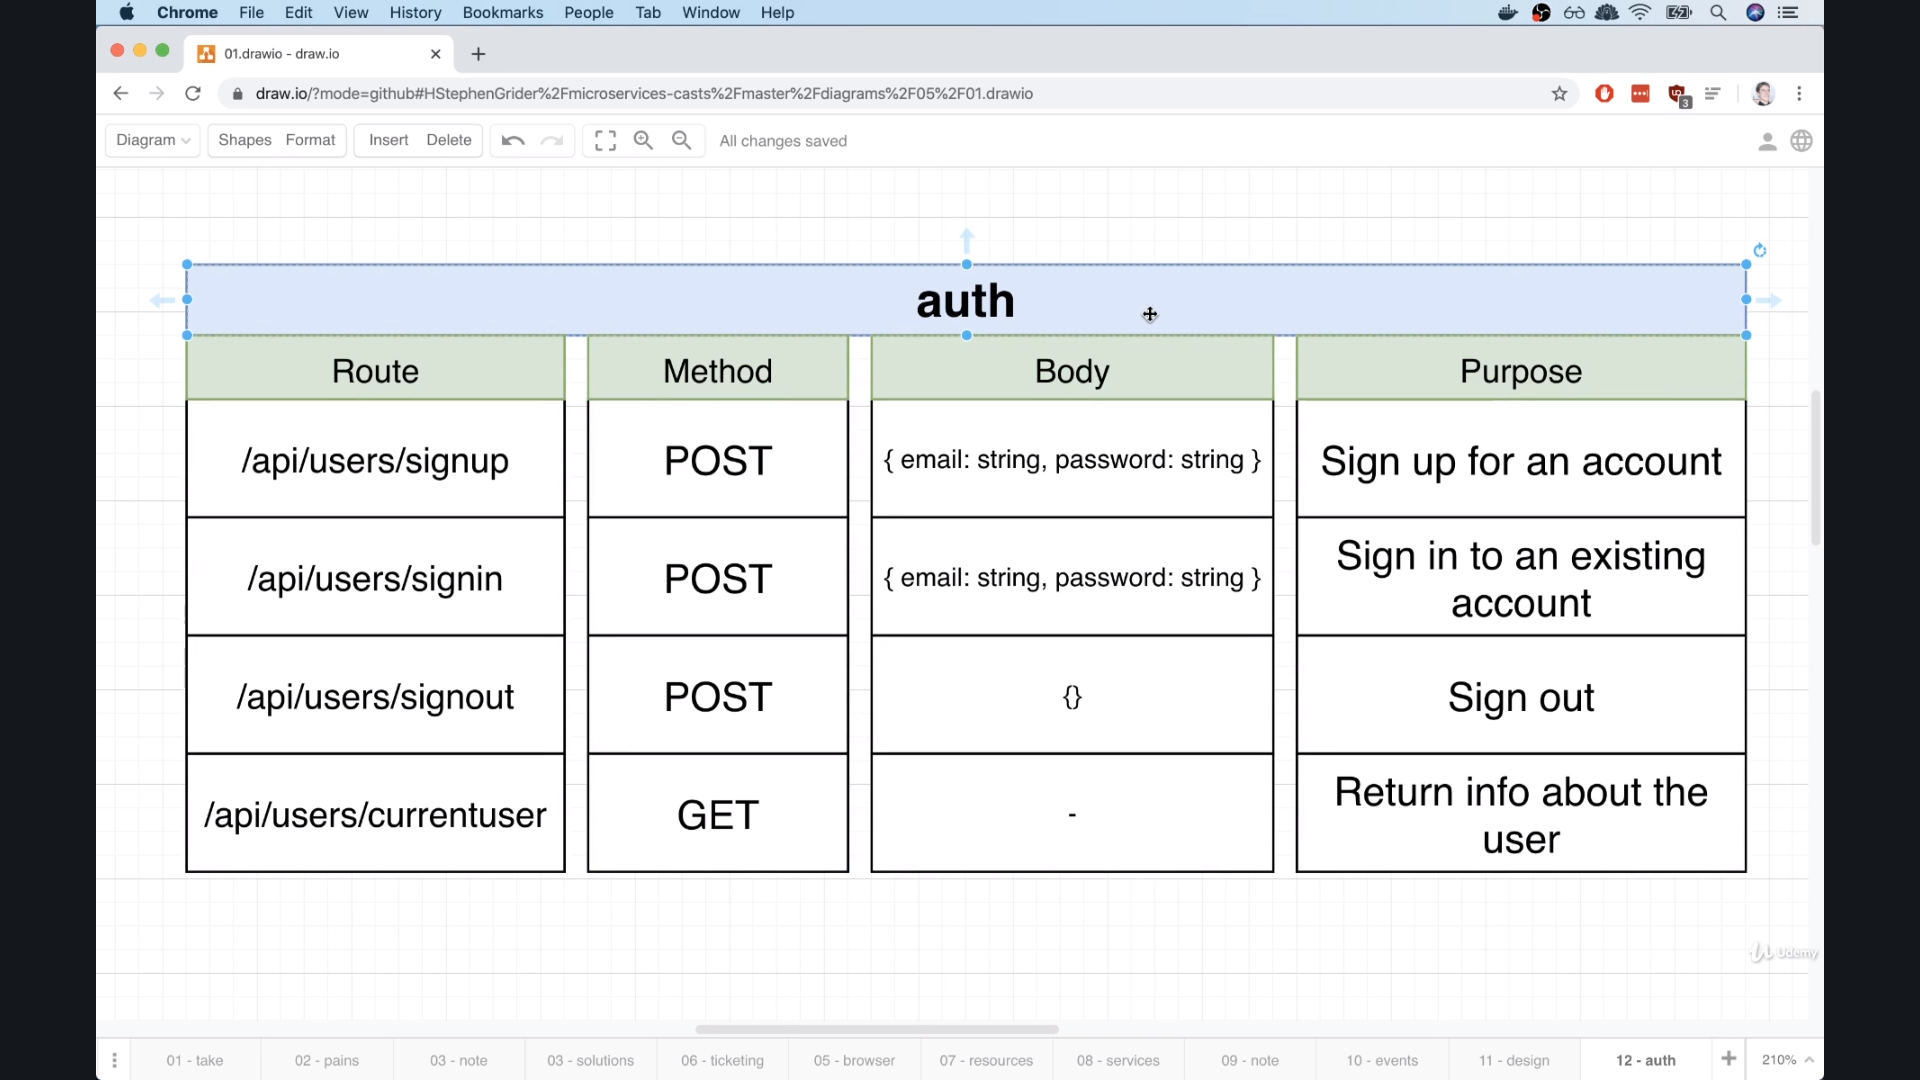 Chrome File Edit View History Bookmarks People Tab Window Help
01.drawio - draw.io
draw.io/?mode=github#HStephenGrider%2Fmicroservices-casts%2Fmaster%2Fdiagrams%2F05%2F01.drawio
3
Diagram Shapes Format Insert Delete All changes saved
auth
Route Method Body Purpose
/api/users/signup POST { email: string, password: string } Sign up for an account
/api/users/signin POST { email: string, password: string } Sign in to an existing
account
/api/users/signout POST {} Sign out
/api/users/currentuser GET - Return info about the
user
Udemy
01 - take 02 - pains 03 - note 03 - solutions 06 - ticketing 05 - browser 07 - resources 08 - services 09 - note 10 - events 11 - design 12 - auth 210%